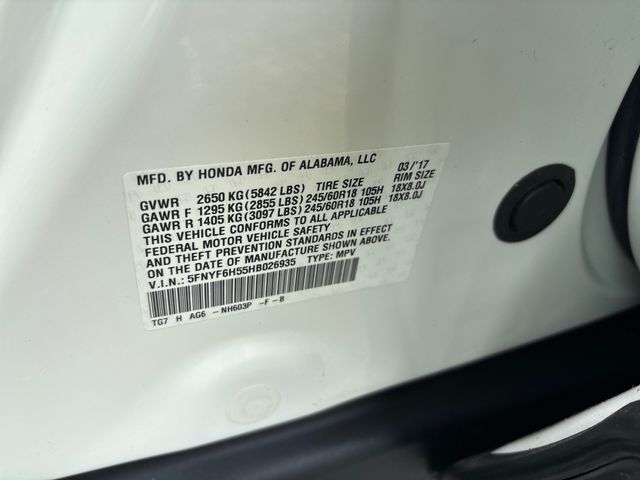 MFD. BY HONDA MFG. OF ALABAMA, LLC 03/'17
GVWR 2650 KG (5842 LBS) TIRE SIZE RIM SIZE
GAWR F 1295 KG (2855 LBS) 245/60R18 105H 18X8.0J
GAWR R 1405 KG (3097 LBS) 245/60R18 105H 18X8.0J
THIS VEHICLE CONFORMS TO ALL APPLICABLE
FEDERAL MOTOR VEHICLE SAFETY
AND THEFT PREVENTION STANDARDS IN EFFECT
ON THE DATE OF MANUFACTURE SHOWN ABOVE.
V.I.N.: 5FNYF6H55HB026935 TYPE: MPV
TG7 H AG6 - NH603P -F -B